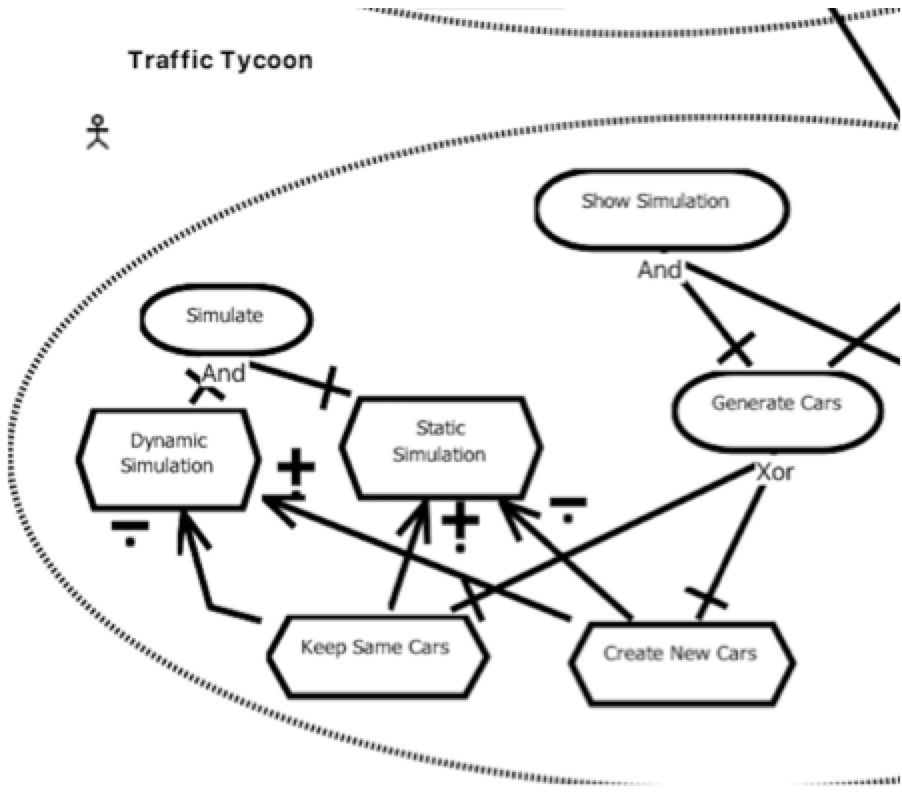 Traffic Tycoon
Show Simulation
And
Simulate
And
Generate Cars
Xor
Dynamic
Simulation
Static
Simulation
+
·
+
·
-
·
-
·
Keep Same Cars
Create New Cars